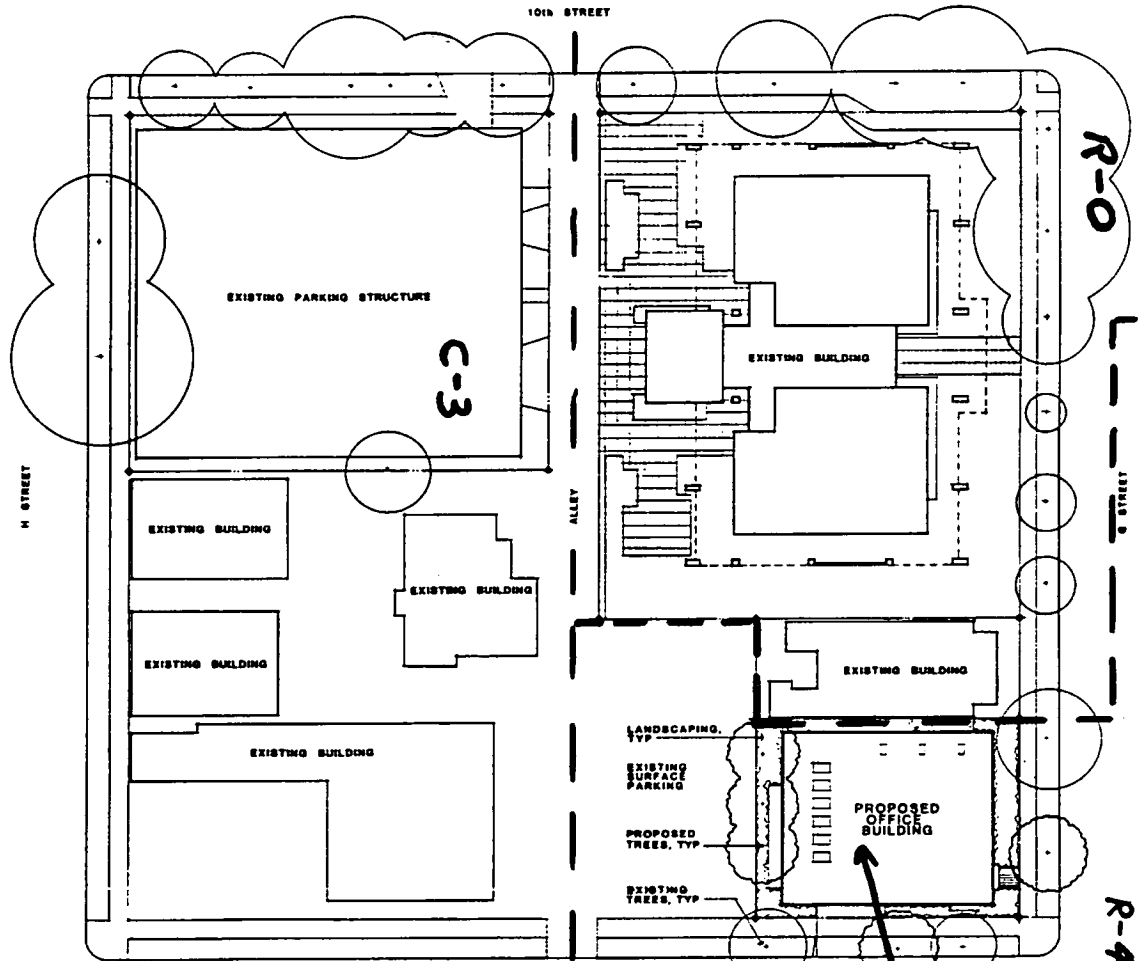 10th STREET
R-O
EXISTING PARKING STRUCTURE
C-3
EXISTING BUILDING
H STREET
ALLEY
STREET
EXISTING BUILDING
EXISTING BUILDING
EXISTING BUILDING
EXISTING BUILDING
EXISTING BUILDING
LANDSCAPING,
TYP
EXISTING
SURFACE
PARKING
PROPOSED
OFFICE
BUILDING
PROPOSED
TREES, TYP
EXISTING
TREES, TYP
R-4